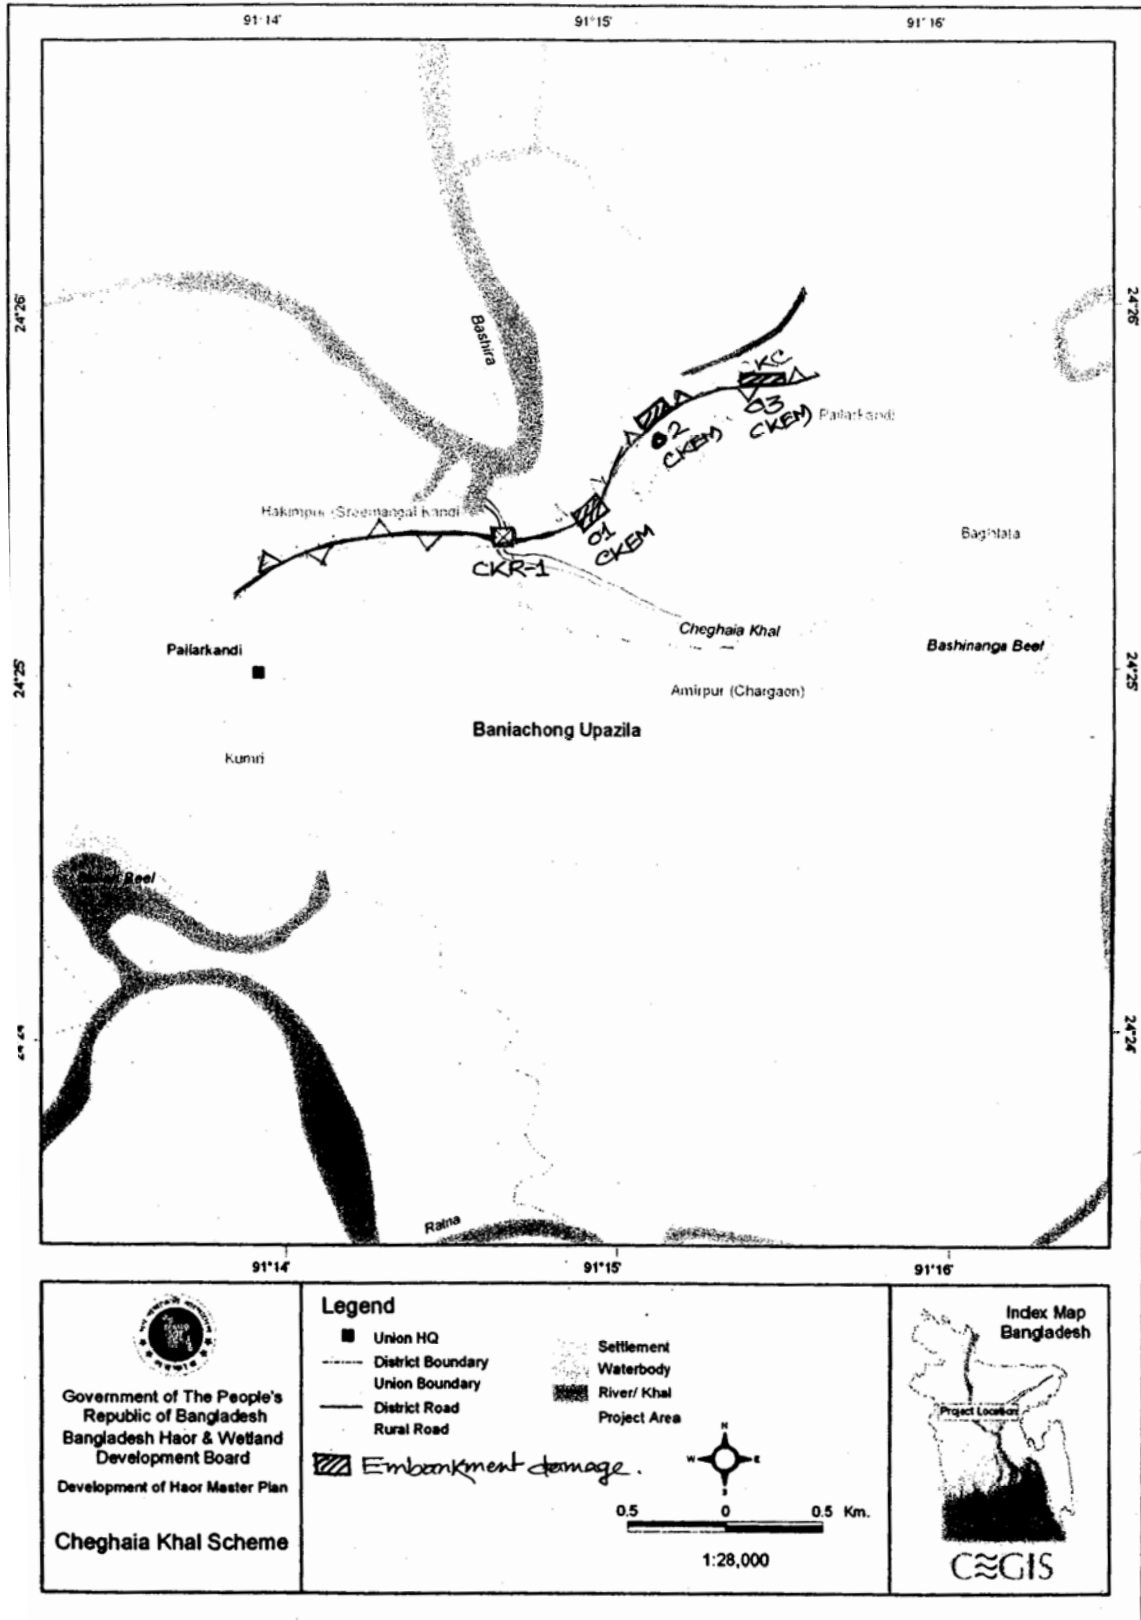 91°14'
91°15'
91°16'
24°26'
24°26'
Bashira
KC
03
CKEM
Pailarkandi
02
CKEM
Hakimpur (Sreemangal Kandi)
01
CKEM
CKR-1
Baghlata
Cheghaia Khal
Bashinanga Beel
Pailarkandi
24°25'
24°25'
Amirpur (Chargaon)
Baniachong Upazila
Kumri
Beel
24°24'
Ratna
91°14'
91°15'
91°16'
Government of The People's
Republic of Bangladesh
Bangladesh Haor & Wetland
Development Board
Development of Haor Master Plan
Cheghaia Khal Scheme
Legend
Union HQ
District Boundary
Union Boundary
District Road
Rural Road
Settlement
Waterbody
River/ Khal
Project Area
Embankment damage.
N
W
E
S
0.5 0 0.5 Km.
1:28,000
Index Map
Bangladesh
Project Location
CEGIS